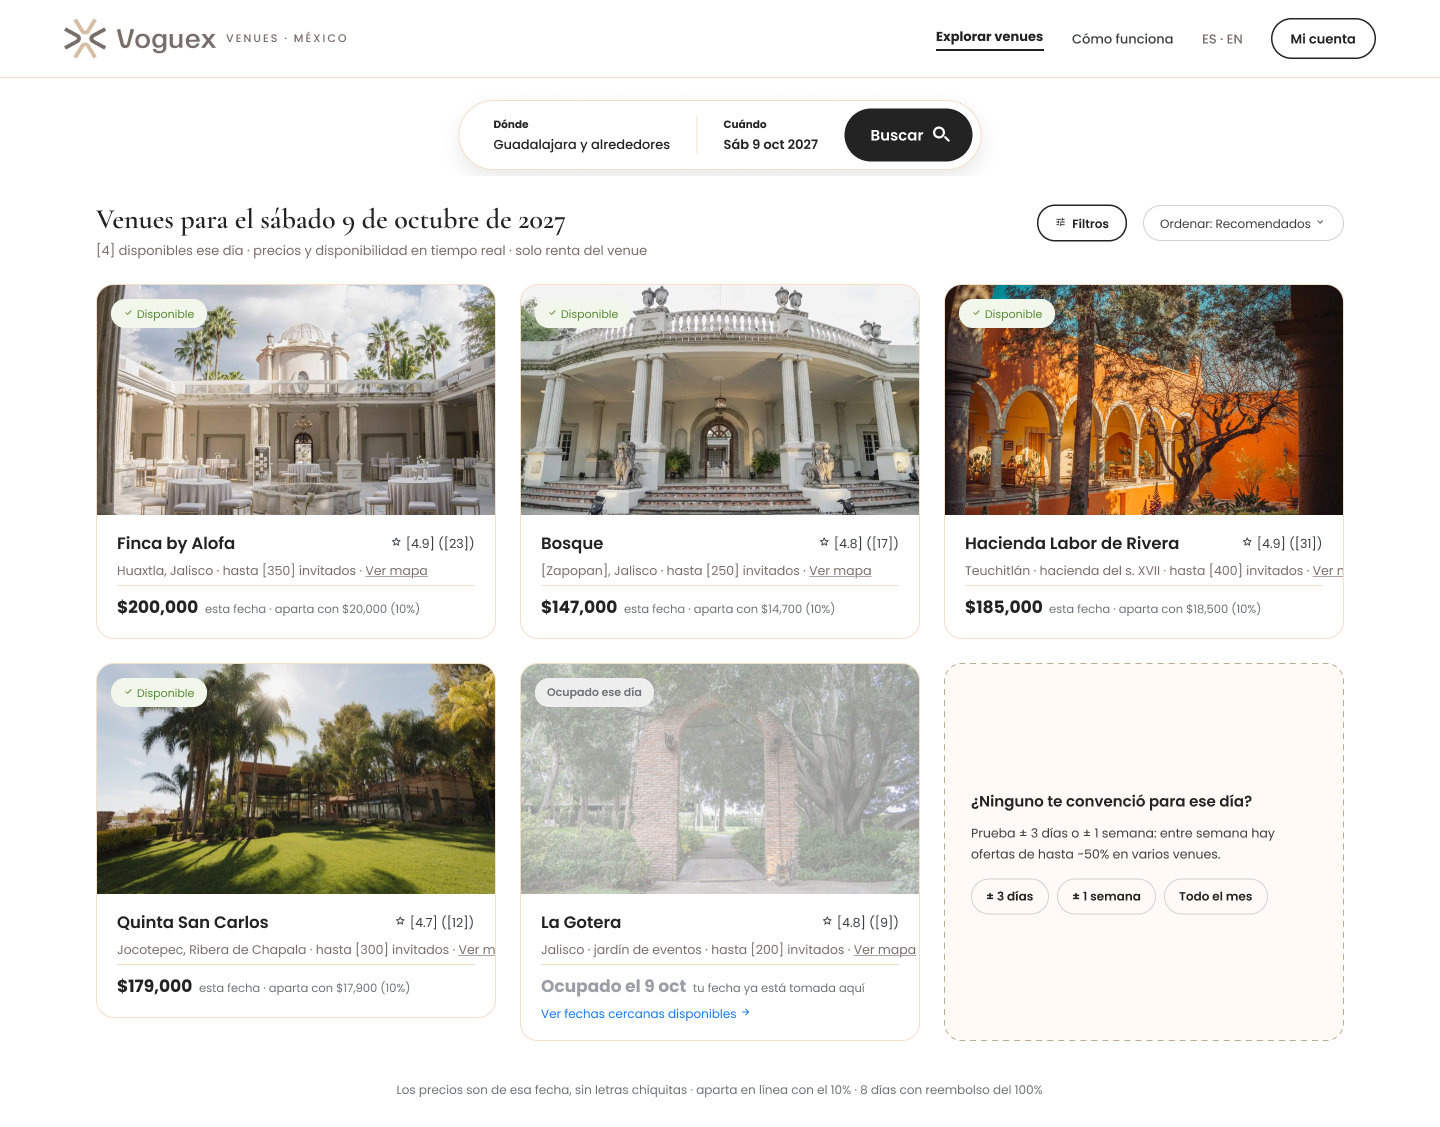 Voguex VENUES · MÉXICO
Explorar venues
Cómo funciona
ES · EN
Mi cuenta
Dónde
Guadalajara y alrededores
Cuándo
Sáb 9 oct 2027
Buscar
Venues para el sábado 9 de octubre de 2027
[4] disponibles ese día · precios y disponibilidad en tiempo real · solo renta del venue
Filtros
Ordenar: Recomendados
Disponible
Finca by Alofa
[4.9] ([23])
Huaxtla, Jalisco · hasta [350] invitados · Ver mapa
$200,000 esta fecha · aparta con $20,000 (10%)
Disponible
Bosque
[4.8] ([17])
[Zapopan], Jalisco · hasta [250] invitados · Ver mapa
$147,000 esta fecha · aparta con $14,700 (10%)
Disponible
Hacienda Labor de Rivera
[4.9] ([31])
Teuchitlán · hacienda del s. XVII · hasta [400] invitados · Ver m
$185,000 esta fecha · aparta con $18,500 (10%)
Disponible
Quinta San Carlos
[4.7] ([12])
Jocotepec, Ribera de Chapala · hasta [300] invitados · Ver m
$179,000 esta fecha · aparta con $17,900 (10%)
Ocupado ese día
La Gotera
[4.8] ([9])
Jalisco · jardín de eventos · hasta [200] invitados · Ver mapa
Ocupado el 9 oct tu fecha ya está tomada aquí
Ver fechas cercanas disponibles →
¿Ninguno te convenció para ese día?
Prueba ± 3 días o ± 1 semana: entre semana hay
ofertas de hasta -50% en varios venues.
± 3 días
± 1 semana
Todo el mes
Los precios son de esa fecha, sin letras chiquitas · aparta en línea con el 10% · 8 días con reembolso del 100%